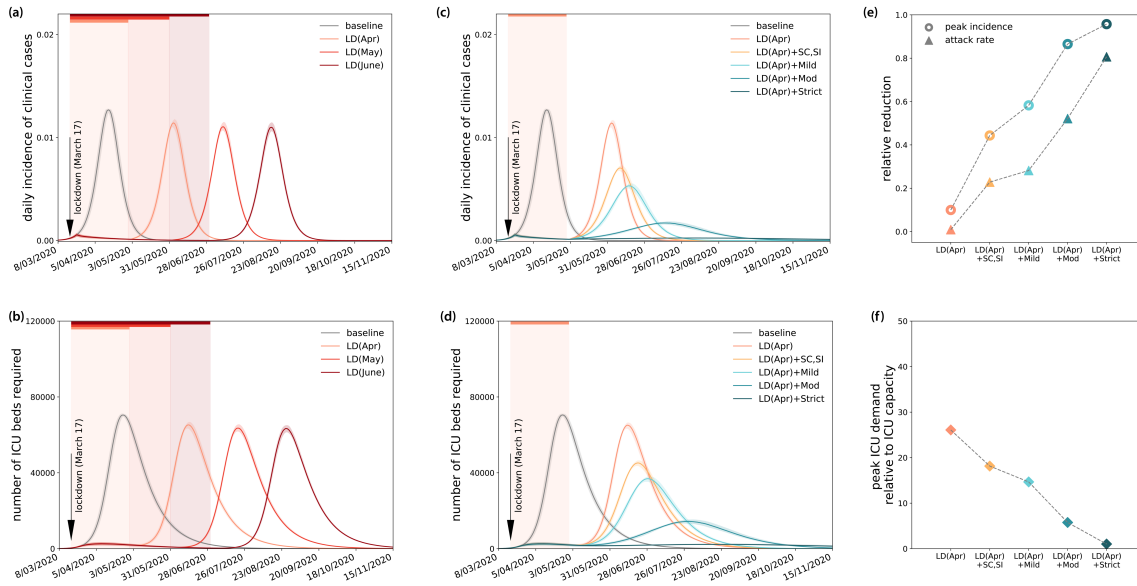 (a)
daily incidence of clinical cases
0.02
0.01
0.00
lockdown (March 17)
baseline
LD(Apr)
LD(May)
LD(June)
8/03/2020
5/04/2020
3/05/2020
31/05/2020
28/06/2020
26/07/2020
23/08/2020
20/09/2020
18/10/2020
15/11/2020
(c)
daily incidence of clinical cases
0.02
0.01
0.00
lockdown (March 17)
baseline
LD(Apr)
LD(Apr)+SC,SI
LD(Apr)+Mild
LD(Apr)+Mod
LD(Apr)+Strict
8/03/2020
5/04/2020
3/05/2020
31/05/2020
28/06/2020
26/07/2020
23/08/2020
20/09/2020
18/10/2020
15/11/2020
(e)
relative reduction
1.0
0.8
0.6
0.4
0.2
0.0
peak incidence
attack rate
LD(Apr)
LD(Apr)
+SC,SI
LD(Apr)
+Mild
LD(Apr)
+Mod
LD(Apr)
+Strict
(b)
number of ICU beds required
120000
80000
40000
0
lockdown (March 17)
baseline
LD(Apr)
LD(May)
LD(June)
8/03/2020
5/04/2020
3/05/2020
31/05/2020
28/06/2020
26/07/2020
23/08/2020
20/09/2020
18/10/2020
15/11/2020
(d)
number of ICU beds required
120000
80000
40000
0
lockdown (March 17)
baseline
LD(Apr)
LD(Apr)+SC,SI
LD(Apr)+Mild
LD(Apr)+Mod
LD(Apr)+Strict
8/03/2020
5/04/2020
3/05/2020
31/05/2020
28/06/2020
26/07/2020
23/08/2020
20/09/2020
18/10/2020
15/11/2020
(f)
peak ICU demand
relative to ICU capacity
50
40
30
20
10
0
LD(Apr)
LD(Apr)
+SC,SI
LD(Apr)
+Mild
LD(Apr)
+Mod
LD(Apr)
+Strict